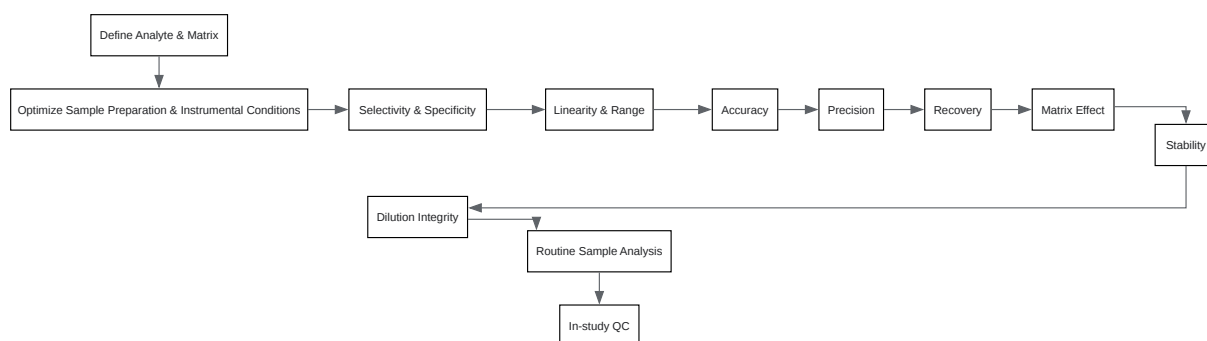 Define Analyte & Matrix
Optimize Sample Preparation & Instrumental Conditions
Selectivity & Specificity
Linearity & Range
Accuracy
Precision
Recovery
Matrix Effect
Stability
Dilution Integrity
Routine Sample Analysis
In-study QC